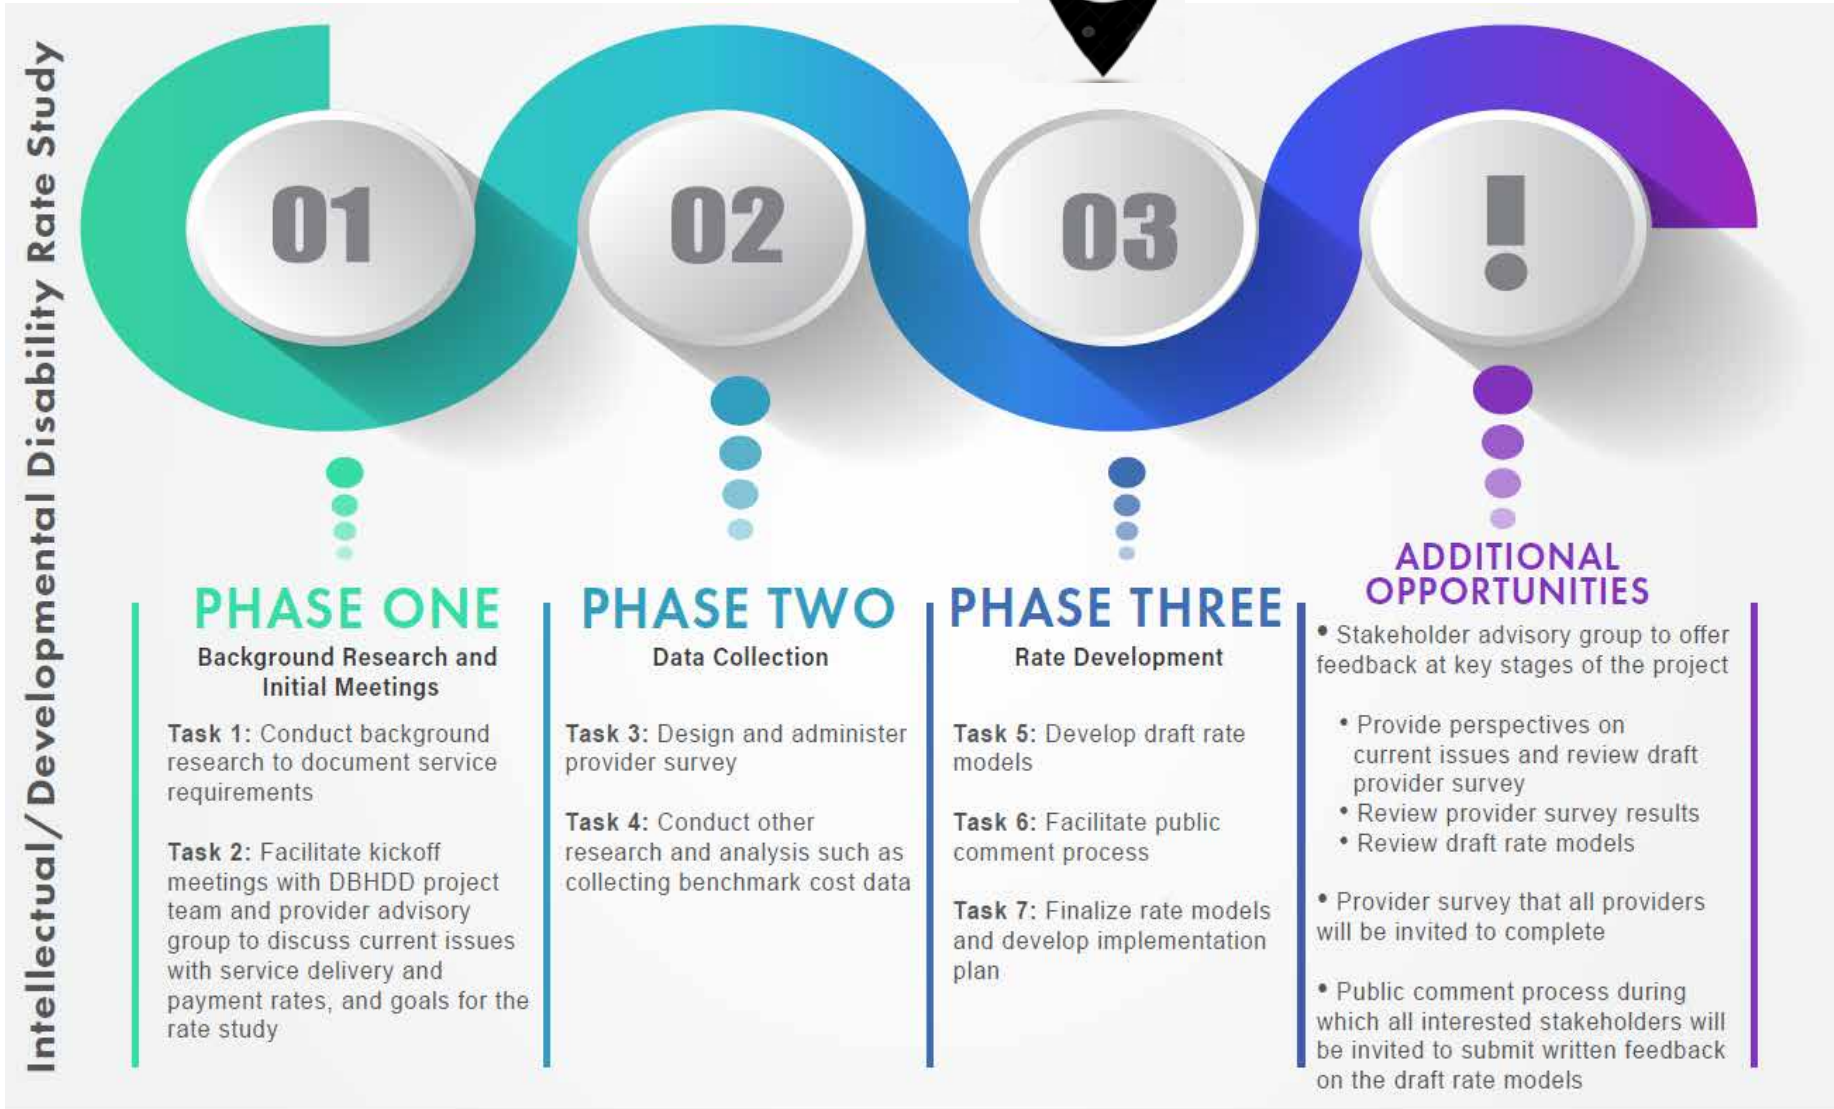 Intellectual/Developmental Disability Rate Study
01
02
03
!
PHASE ONE
Background Research and
Initial Meetings
Task 1: Conduct background
research to document service
requirements
Task 2: Facilitate kickoff
meetings with DBHDD project
team and provider advisory
group to discuss current issues
with service delivery and
payment rates, and goals for the
rate study
PHASE TWO
Data Collection
Task 3: Design and administer
provider survey
Task 4: Conduct other
research and analysis such as
collecting benchmark cost data
PHASE THREE
Rate Development
Task 5: Develop draft rate
models
Task 6: Facilitate public
comment process
Task 7: Finalize rate models
and develop implementation
plan
ADDITIONAL
OPPORTUNITIES
• Stakeholder advisory group to offer
feedback at key stages of the project
• Provide perspectives on
current issues and review draft
provider survey
• Review provider survey results
• Review draft rate models
• Provider survey that all providers
will be invited to complete
• Public comment process during
which all interested stakeholders will
be invited to submit written feedback
on the draft rate models